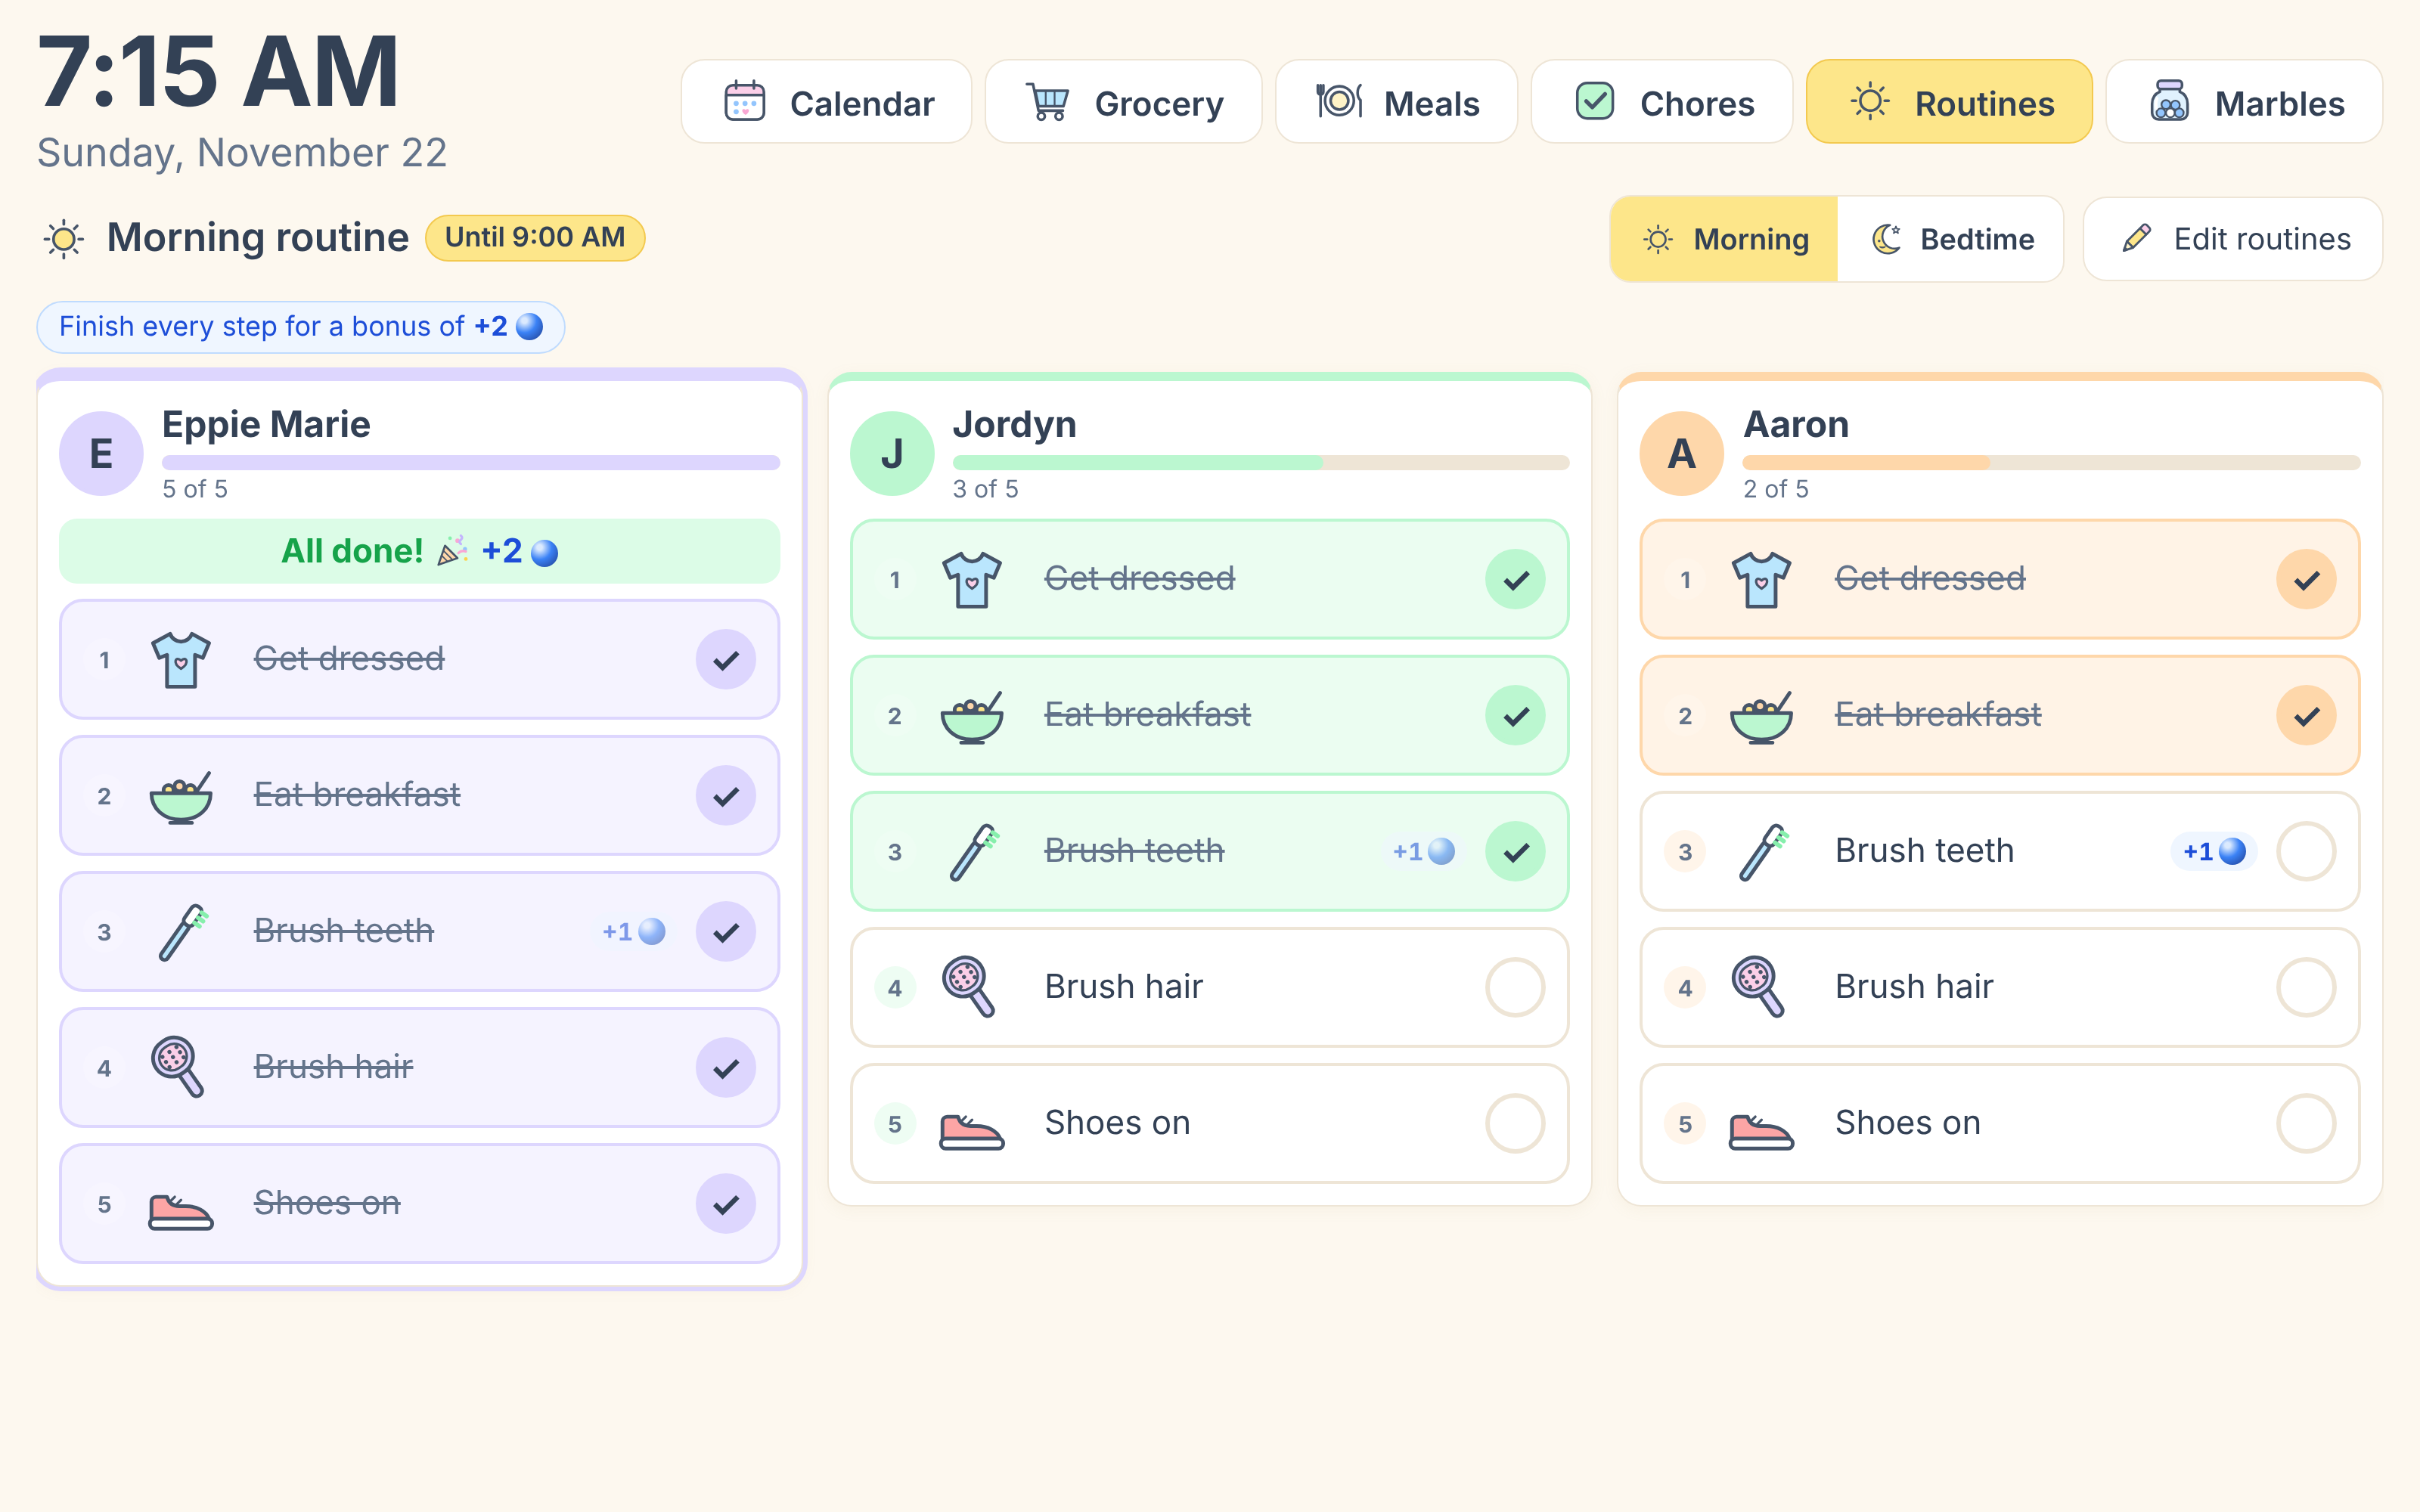 7:15 AM
Sunday, November 22
Calendar
Grocery
Meals
Chores
Routines
Marbles
Morning routine
Until 9:00 AM
Morning
Bedtime
Edit routines
Finish every step for a bonus of +2
E
Eppie Marie
5 of 5
All done! +2
1 Get dressed
2 Eat breakfast
3 Brush teeth +1
4 Brush hair
5 Shoes on
J
Jordyn
3 of 5
1 Get dressed
2 Eat breakfast
3 Brush teeth +1
4 Brush hair
5 Shoes on
A
Aaron
2 of 5
1 Get dressed
2 Eat breakfast
3 Brush teeth +1
4 Brush hair
5 Shoes on